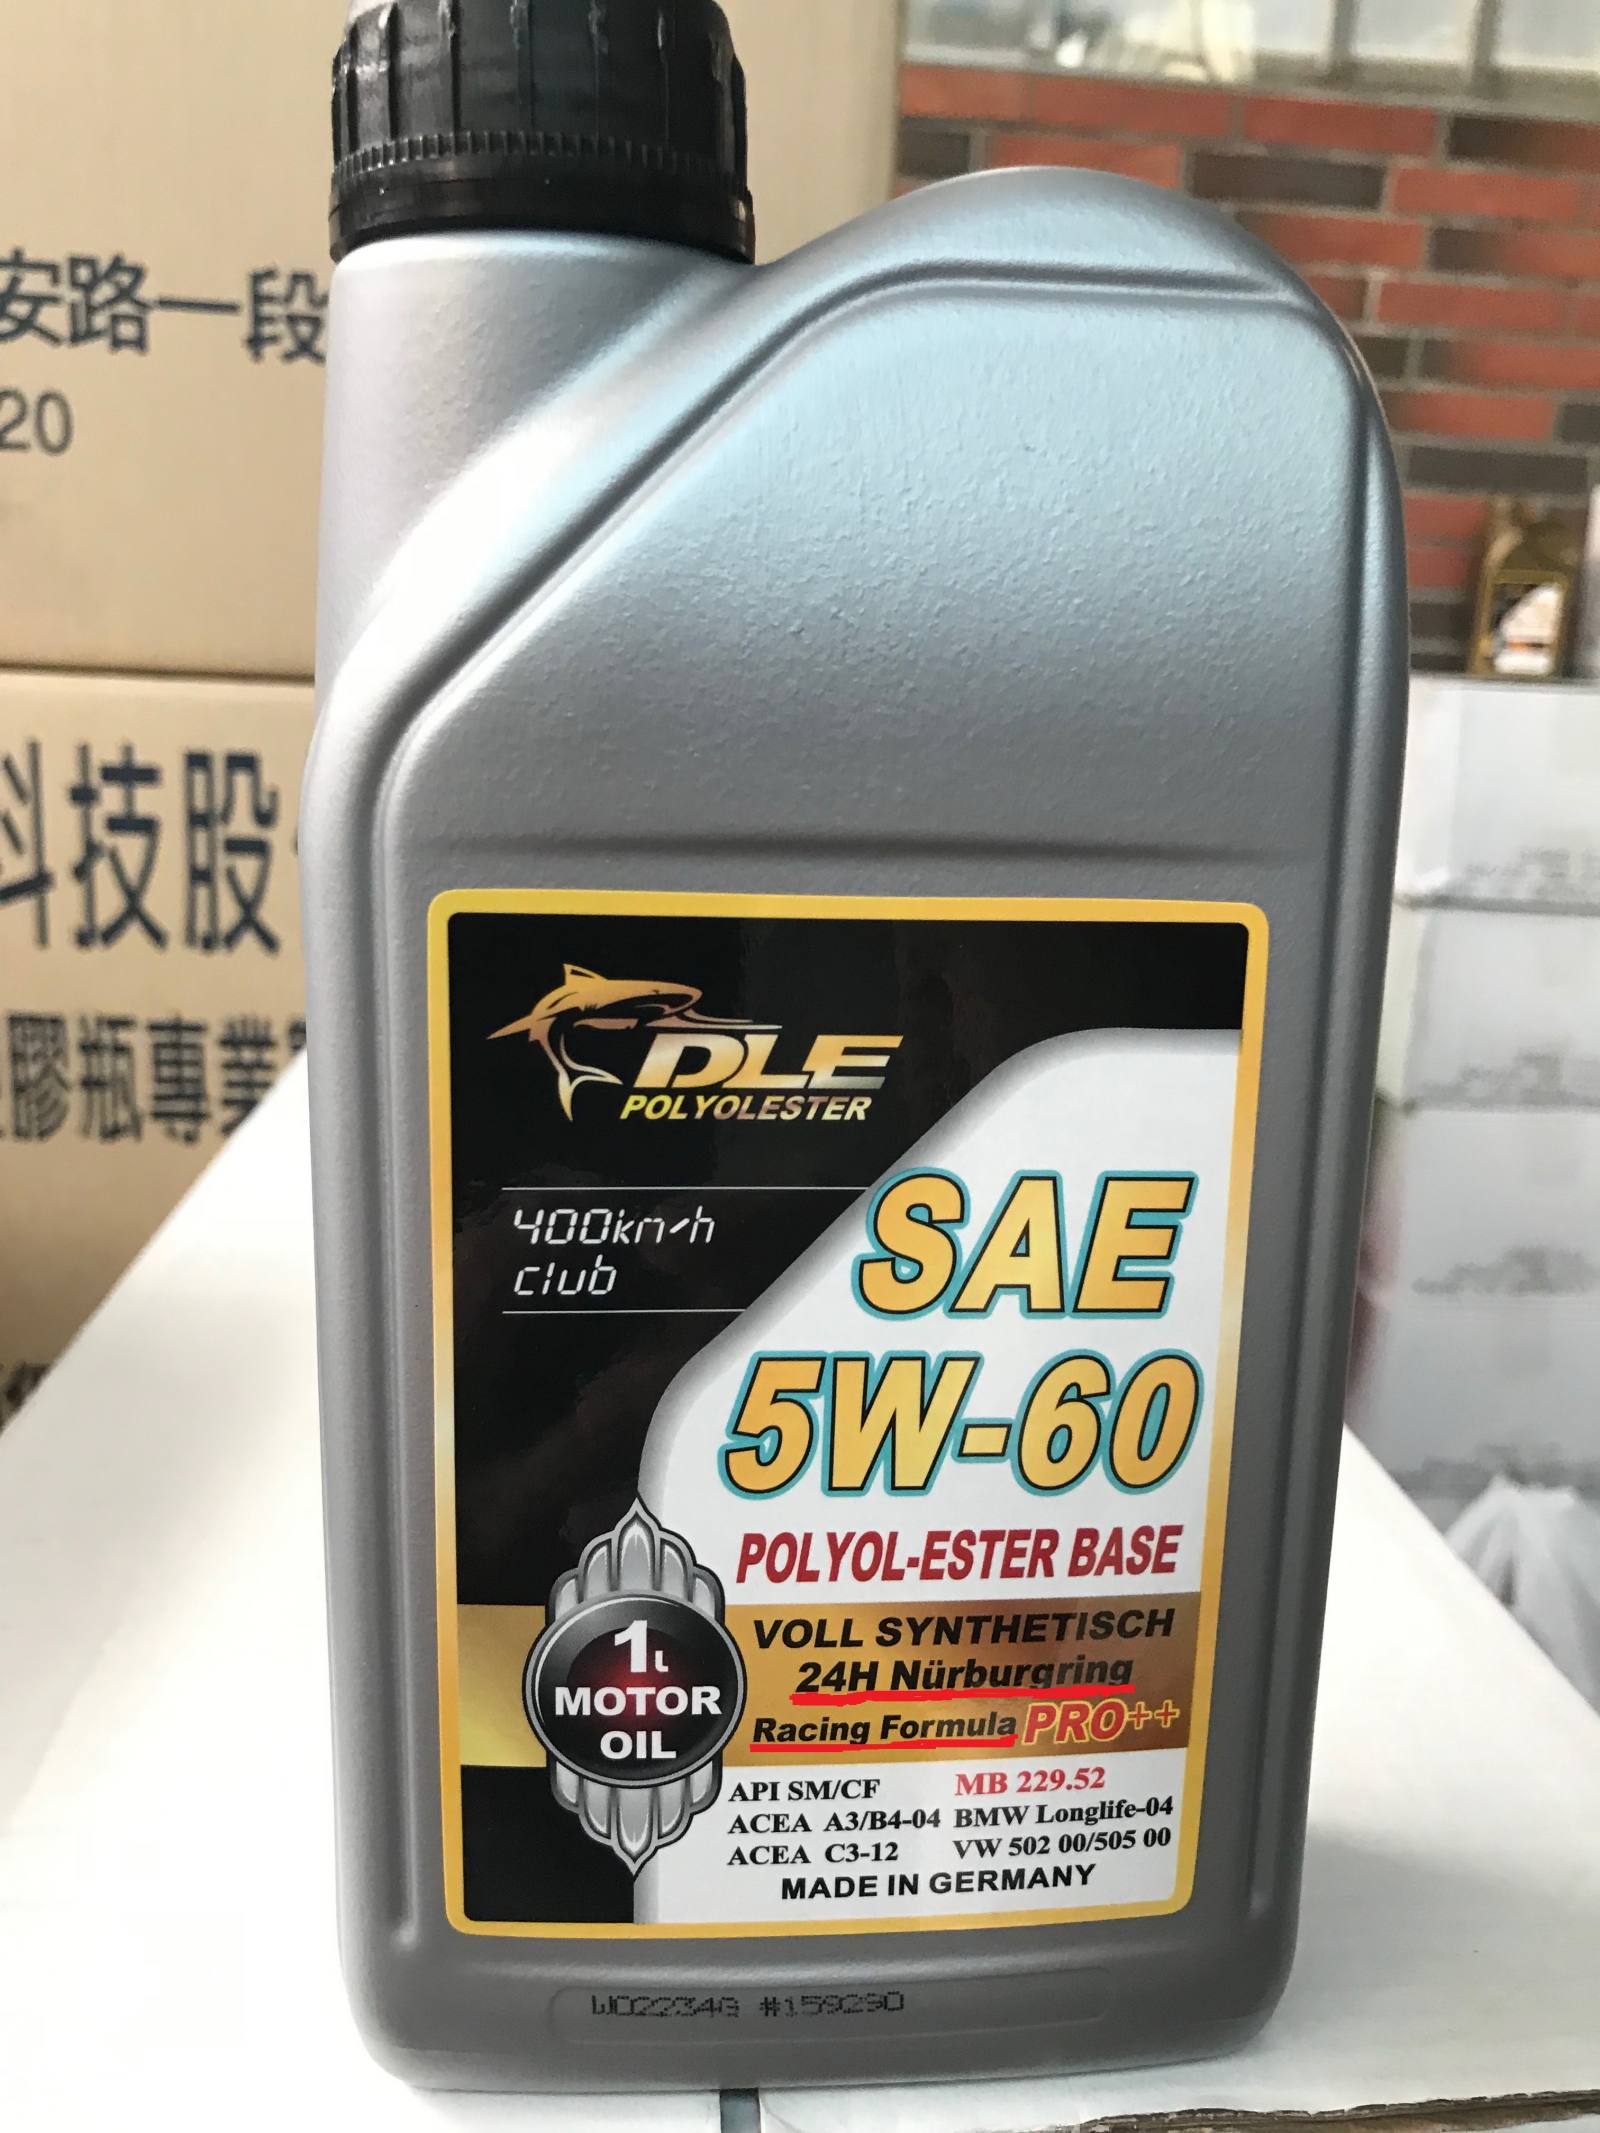 安路一段
20
科技股
膠瓶專業
DLE
POLYOLESTER
400km/h
club
SAE
5W-60
POLYOL-ESTER BASE
VOLL SYNTHETISCH
24H Nürburgring
Racing Formula PRO++
1L
MOTOR
OIL
API SM/CF MB 229.52
ACEA A3/B4-04 BMW Longlife-04
ACEA C3-12 VW 502 00/505 00
MADE IN GERMANY
WO2234G #159290